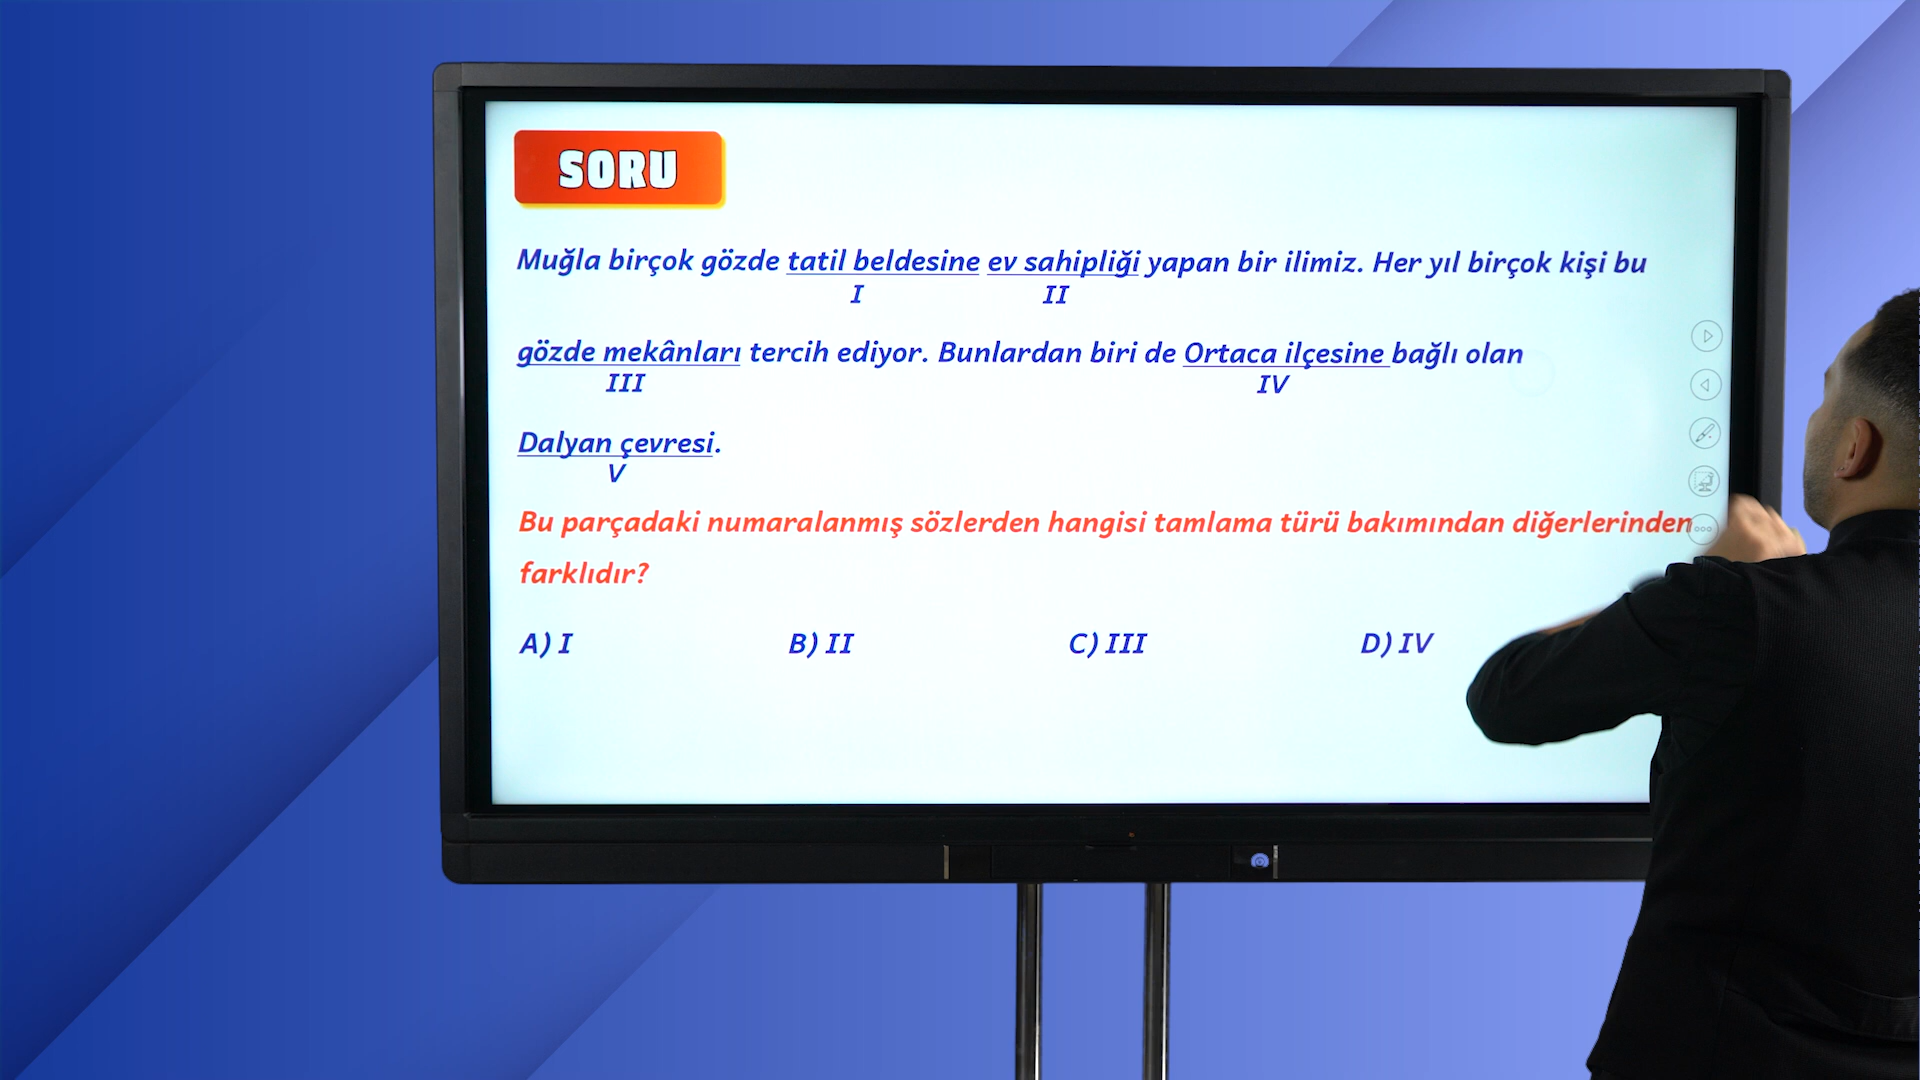 SORU
Muğla birçok gözde tatil beldesine ev sahipliği yapan bir ilimiz. Her yıl birçok kişi bu
I II
gözde mekânları tercih ediyor. Bunlardan biri de Ortaca ilçesine bağlı olan
III IV
Dalyan çevresi.
V
Bu parçadaki numaralanmış sözlerden hangisi tamlama türü bakımından diğerlerinden
farklıdır?
A) I B) II C) III D) IV